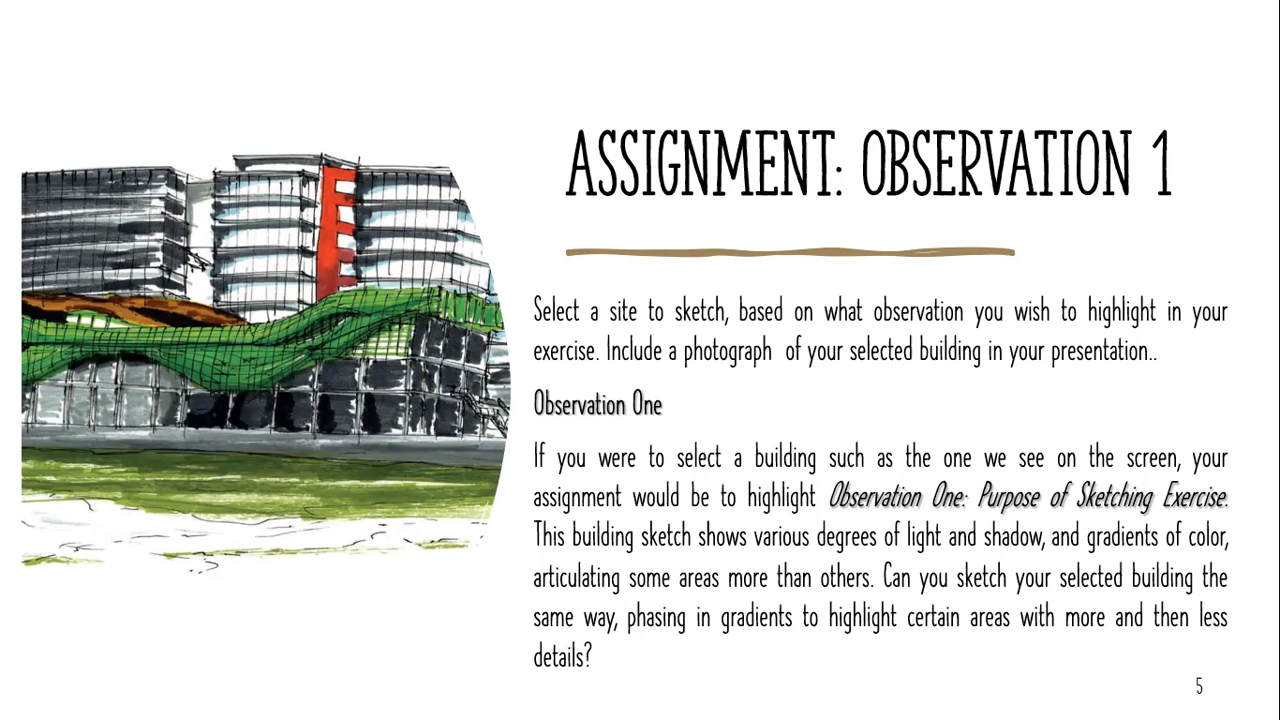 ASSIGNMENT: OBSERVATION 1
Select a site to sketch, based on what observation you wish to highlight in your
exercise. Include a photograph of your selected building in your presentation..
Observation One
If you were to select a building such as the one we see on the screen, your
assignment would be to highlight Observation One: Purpose of Sketching Exercise.
This building sketch shows various degrees of light and shadow, and gradients of color,
articulating some areas more than others. Can you sketch your selected building the
same way, phasing in gradients to highlight certain areas with more and then less
details?
5